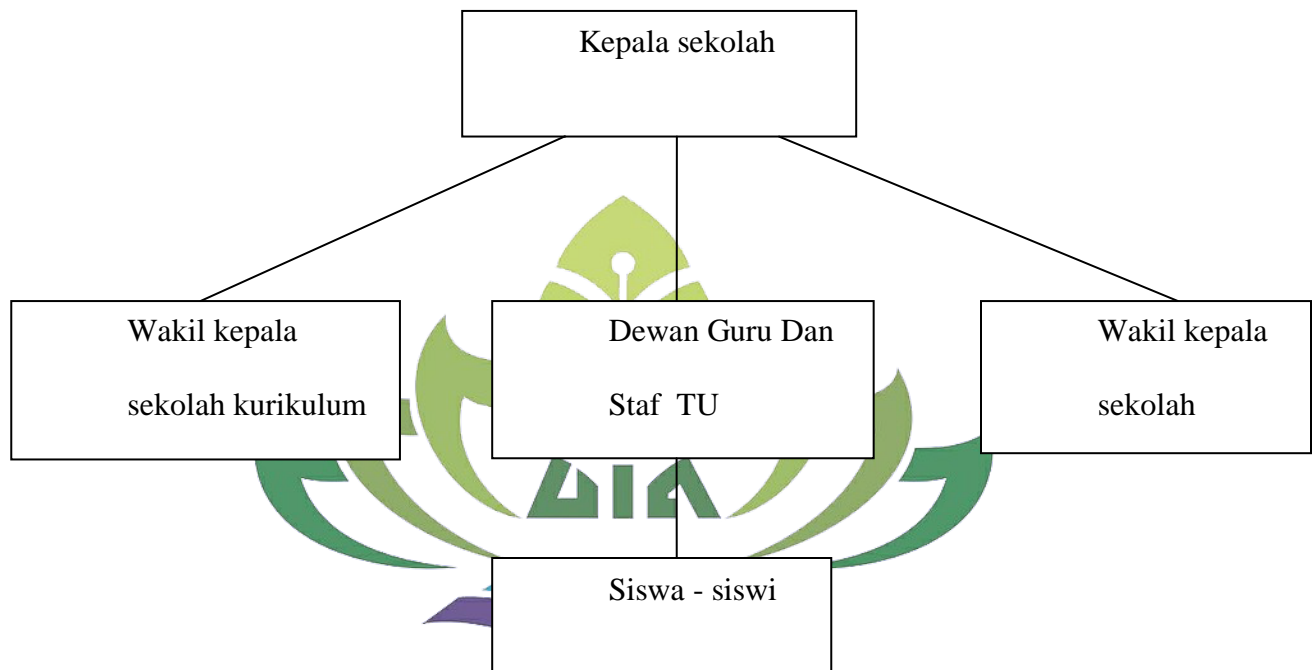 Kepala sekolah
Wakil kepala
sekolah kurikulum
Dewan Guru Dan
Staf TU
Wakil kepala
sekolah
Siswa - siswi